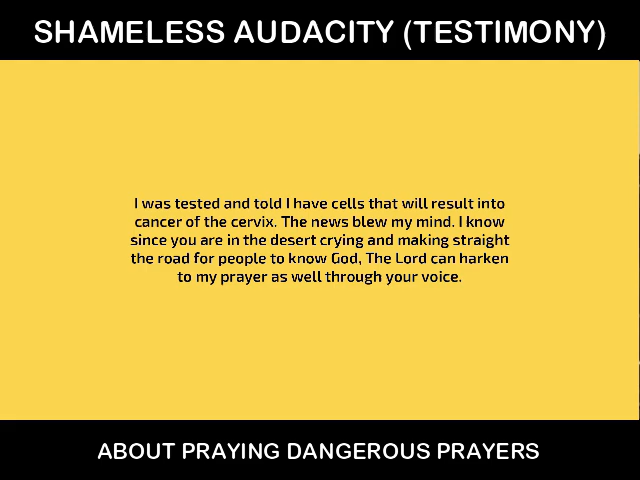 SHAMELESS AUDACITY (TESTIMONY)
I was tested and told I have cells that will result into
cancer of the cervix. The news blew my mind. I know
since you are in the desert crying and making straight
the road for people to know God, The Lord can harken
to my prayer as well through your voice.
ABOUT PRAYING DANGEROUS PRAYERS